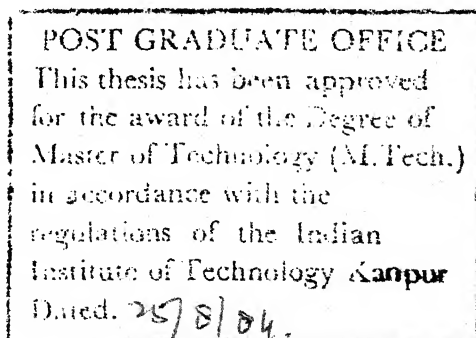 POST GRADUATE OFFICE
This thesis has been approved
for the award of the Degree of
Master of Technology (M.Tech.)
in accordance with the
regulations of the Indian
Institute of Technology Kanpur
Dated. 25/8/84.